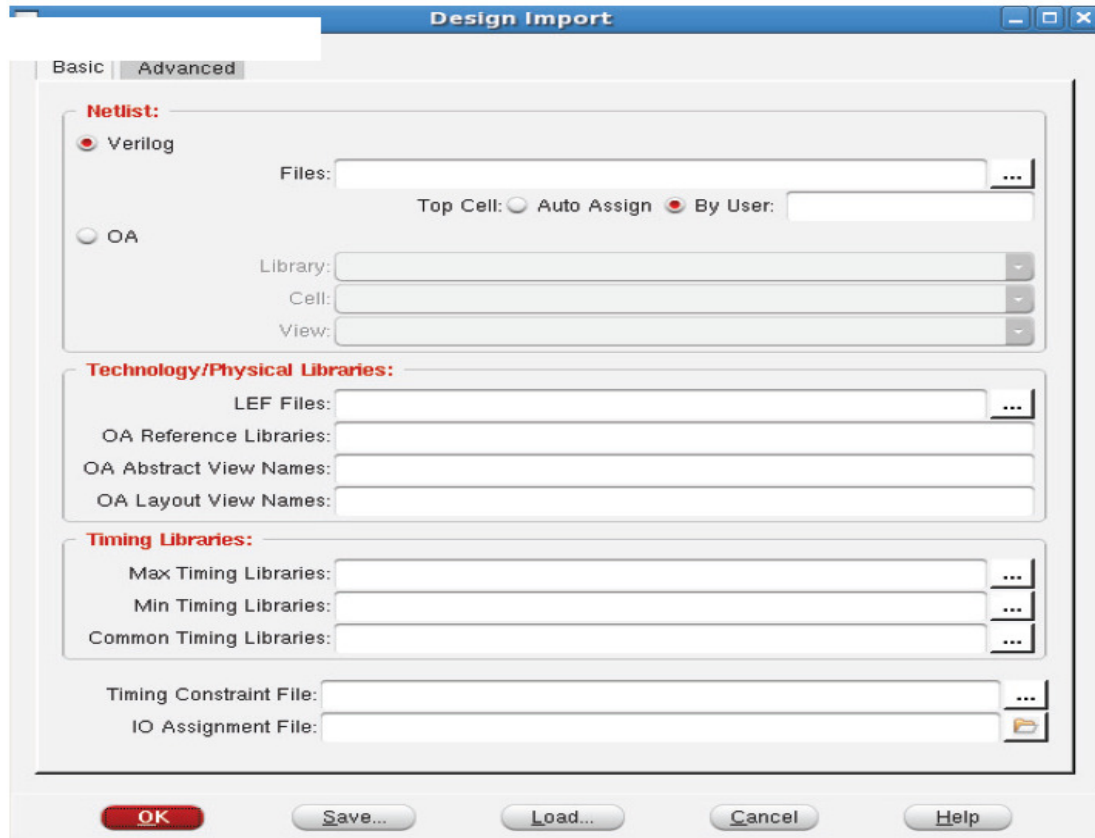 Design Import
Basic Advanced
Netlist:
Verilog
Files: ...
Top Cell: Auto Assign By User:
OA
Library:
Cell:
View:
Technology/Physical Libraries:
LEF Files: ...
OA Reference Libraries:
OA Abstract View Names:
OA Layout View Names:
Timing Libraries:
Max Timing Libraries: ...
Min Timing Libraries: ...
Common Timing Libraries: ...
Timing Constraint File: ...
IO Assignment File:
OK Save... Load... Cancel Help